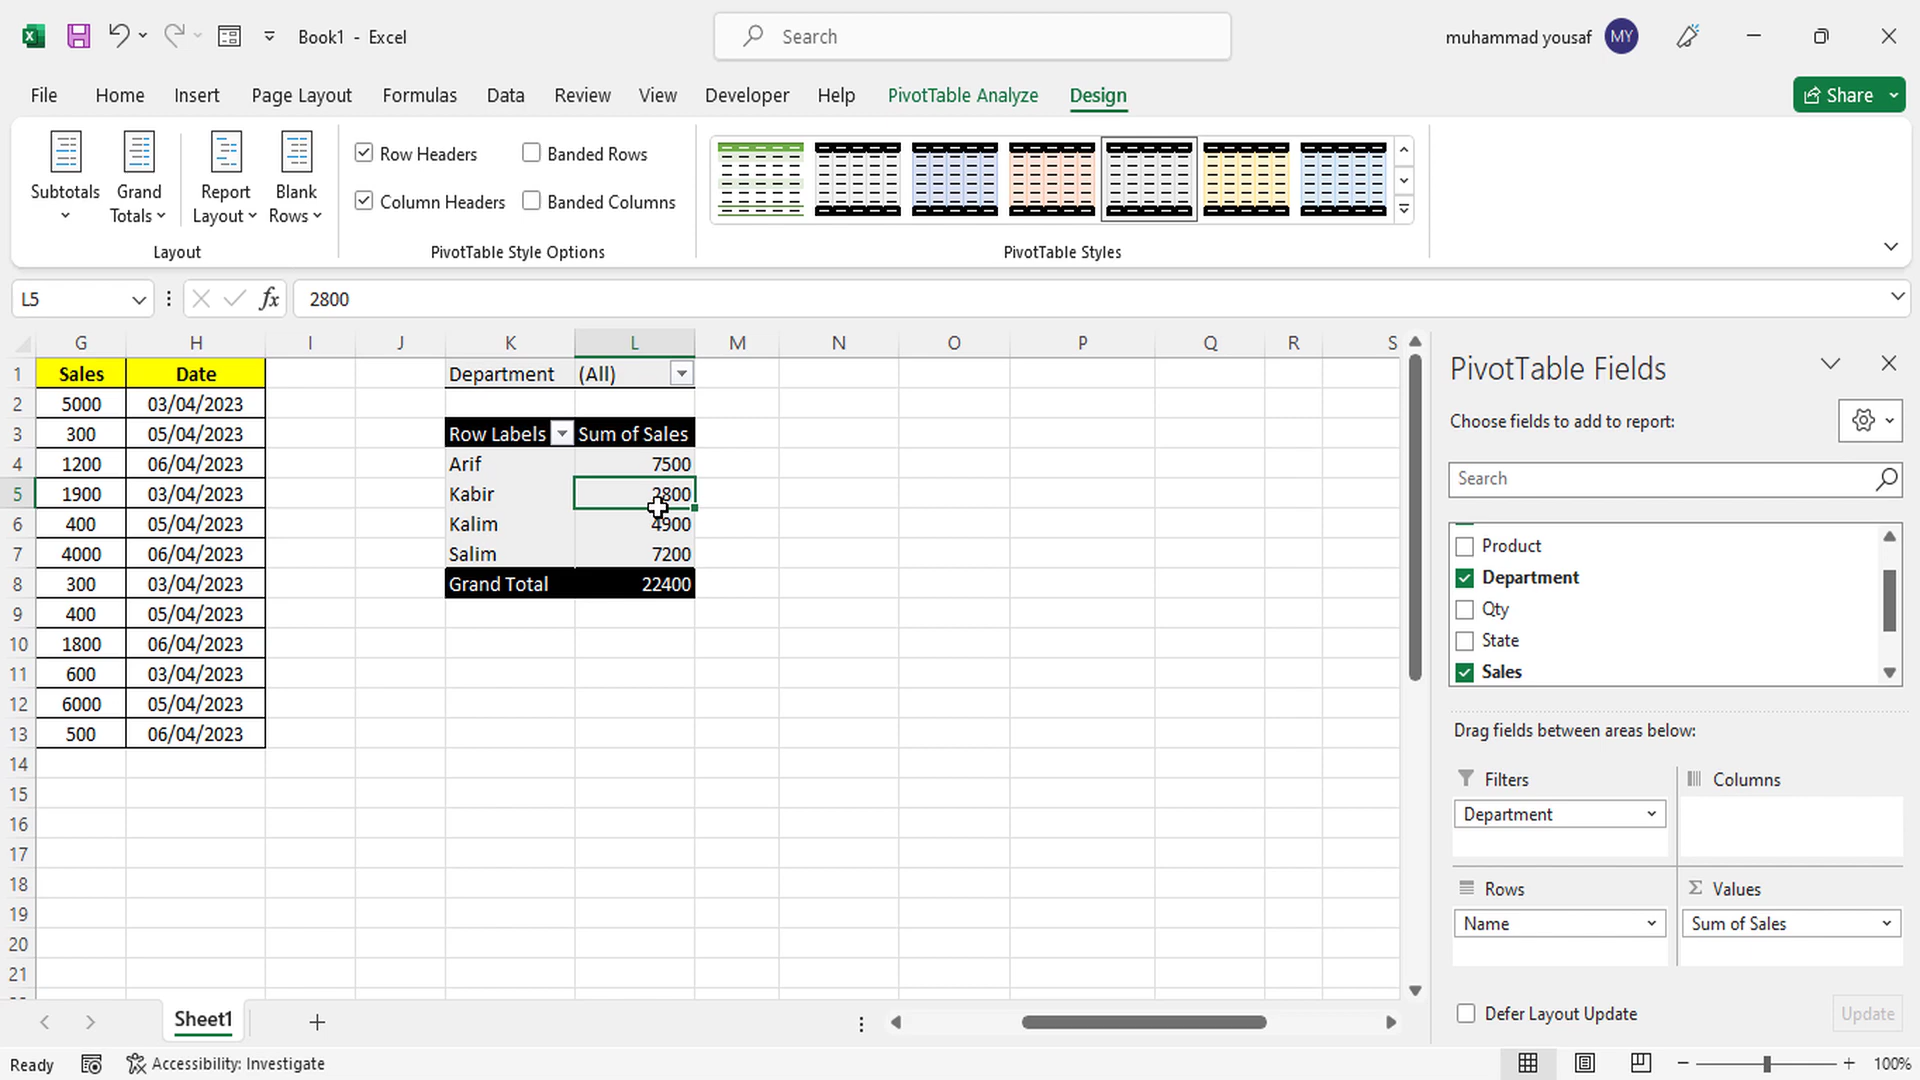 Book1 - Excel
Search
muhammad yousaf
MY
File
Home
Insert
Page Layout
Formulas
Data
Review
View
Developer
Help
PivotTable Analyze
Design
Share
Subtotals
Grand Totals
Report Layout
Blank Rows
Row Headers
Column Headers
Banded Rows
Banded Columns
Layout
PivotTable Style Options
PivotTable Styles
L5
fx
2800
G H I J K L M N O P Q R S
1 Sales Date Department (All)
2 5000 03/04/2023
3 300 05/04/2023 Row Labels Sum of Sales
4 1200 06/04/2023 Arif 7500
5 1900 03/04/2023 Kabir 2800
6 400 05/04/2023 Kalim 4900
7 4000 06/04/2023 Salim 7200
8 300 03/04/2023 Grand Total 22400
9 400 05/04/2023
10 1800 06/04/2023
11 600 03/04/2023
12 6000 05/04/2023
13 500 06/04/2023
14
15
16
17
18
19
20
21
PivotTable Fields
Choose fields to add to report:
Search
Product
Department
Qty
State
Sales
Drag fields between areas below:
Filters
Department
Columns
Rows
Name
Σ Values
Sum of Sales
Defer Layout Update
Update
Sheet1
Ready
Accessibility: Investigate
100%